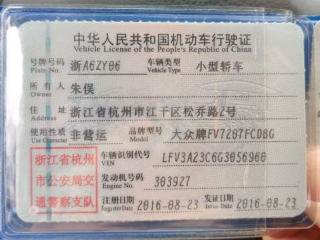 中华人民共和国机动车行驶证
Vehicle License of the People's Republic of China
号牌号码 浙A6ZY06 车辆类型 小型轿车
Plate No. Vehicle Type
所有人 朱俣
Owner
住址 浙江省杭州市江干区松乔路2号
Address
使用性质 非营运 品牌型号 大众牌FV7207FCDBG
Use Character Model
浙江省杭州
市公安局交
通警察支队
车辆识别代号 LFV3A23C6G3056960
VIN
发动机号码 303927
Engine No.
注册日期 2016-08-23 发证日期 2016-08-23
Register Date Issue Date